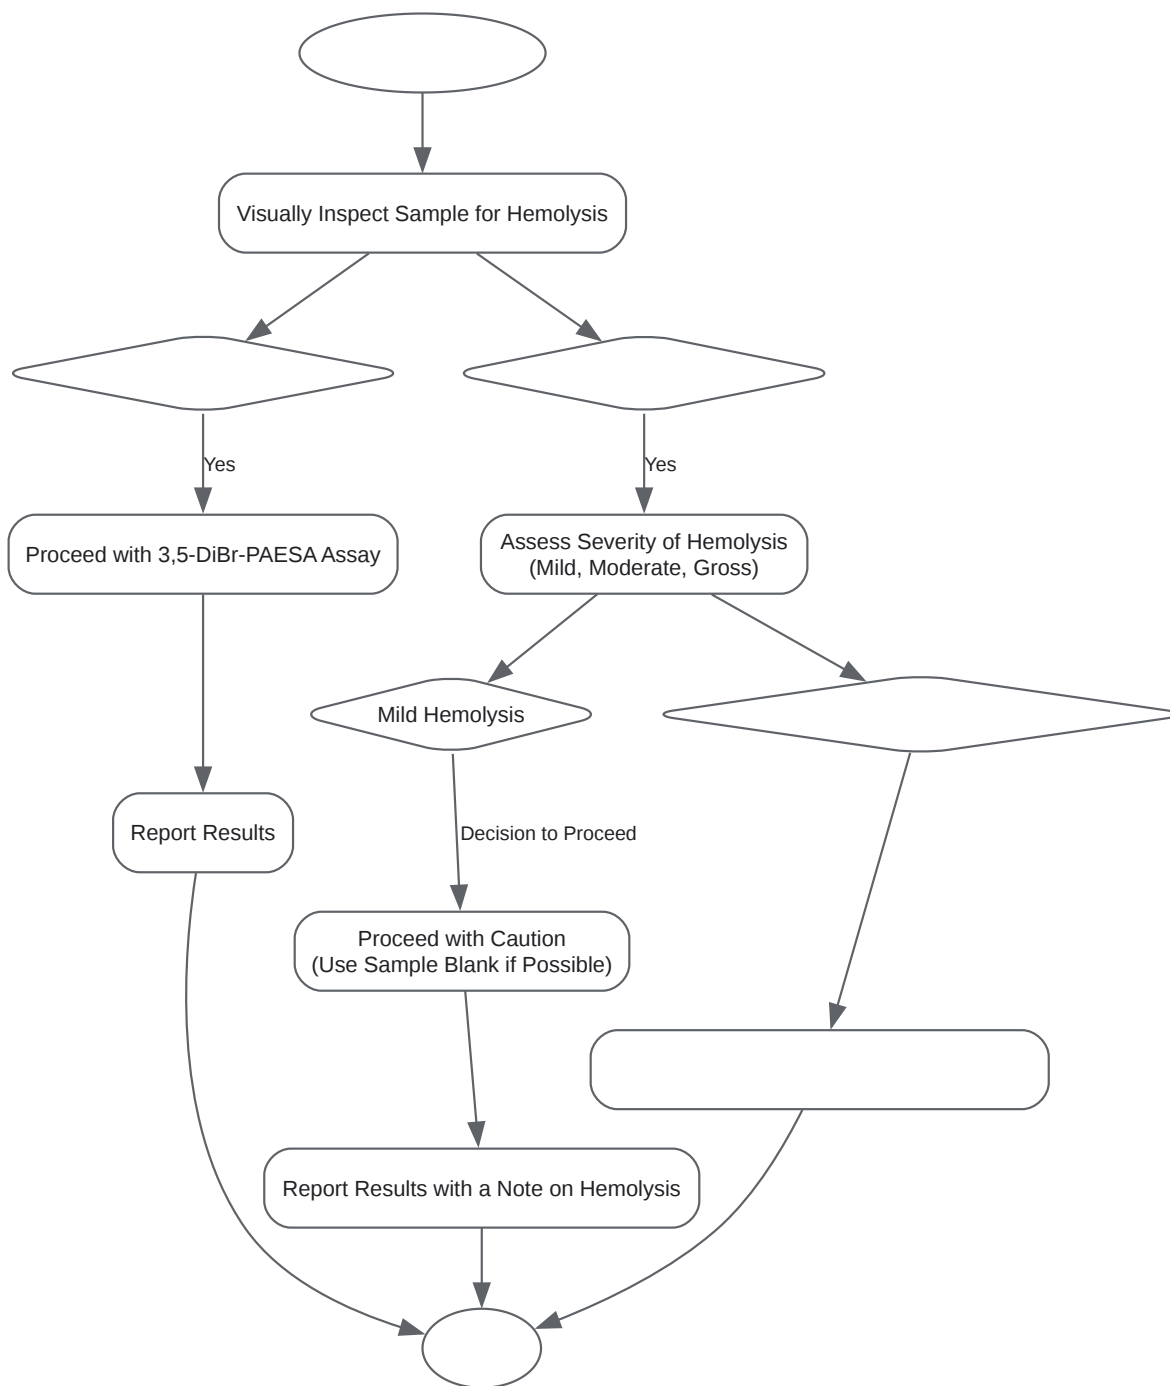 Visually Inspect Sample for Hemolysis
Yes
Yes
Proceed with 3,5-DiBr-PAESA Assay
Assess Severity of Hemolysis
(Mild, Moderate, Gross)
Mild Hemolysis
Report Results
Decision to Proceed
Proceed with Caution
(Use Sample Blank if Possible)
Report Results with a Note on Hemolysis